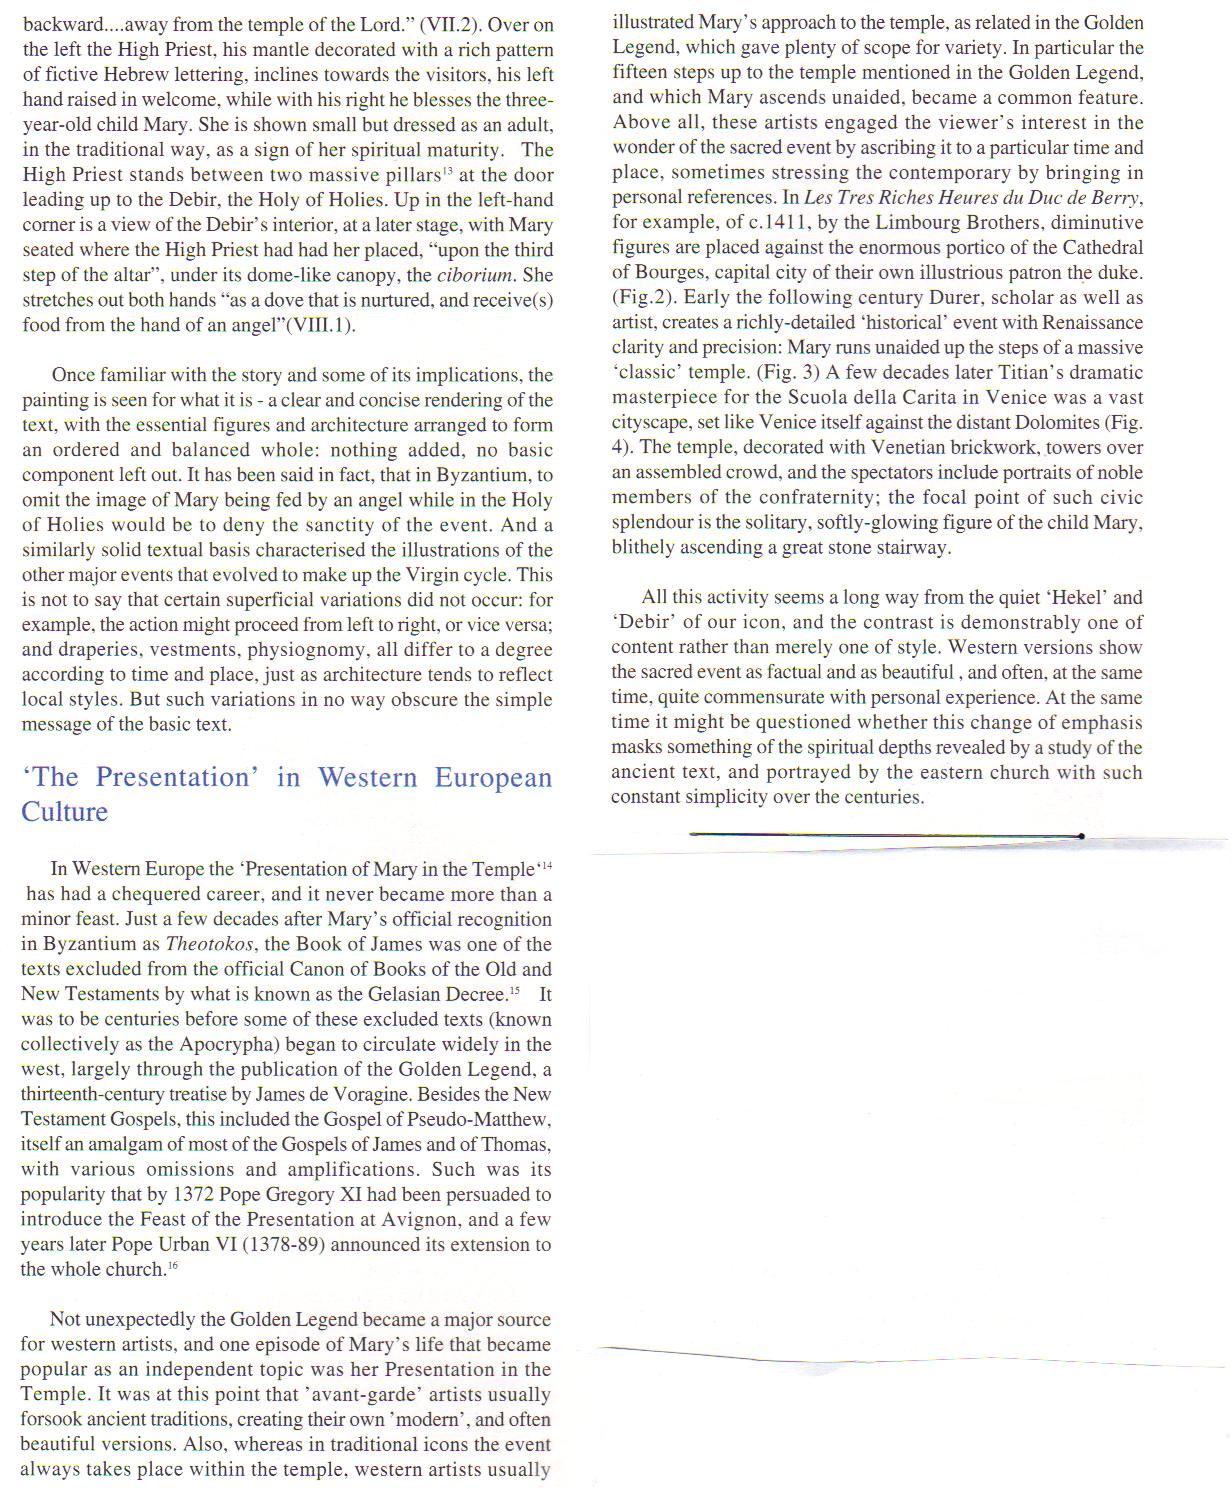 backward....away from the temple of the Lord.” (VII.2). Over on
the left the High Priest, his mantle decorated with a rich pattern
of fictive Hebrew lettering, inclines towards the visitors, his left
hand raised in welcome, while with his right he blesses the three-
year-old child Mary. She is shown small but dressed as an adult,
in the traditional way, as a sign of her spiritual maturity. The
High Priest stands between two massive pillars¹³ at the door
leading up to the Debir, the Holy of Holies. Up in the left-hand
corner is a view of the Debir’s interior, at a later stage, with Mary
seated where the High Priest had had her placed, “upon the third
step of the altar”, under its dome-like canopy, the ciborium. She
stretches out both hands “as a dove that is nurtured, and receive(s)
food from the hand of an angel”(VIII.1).
Once familiar with the story and some of its implications, the
painting is seen for what it is - a clear and concise rendering of the
text, with the essential figures and architecture arranged to form
an ordered and balanced whole: nothing added, no basic
component left out. It has been said in fact, that in Byzantium, to
omit the image of Mary being fed by an angel while in the Holy
of Holies would be to deny the sanctity of the event. And a
similarly solid textual basis characterised the illustrations of the
other major events that evolved to make up the Virgin cycle. This
is not to say that certain superficial variations did not occur: for
example, the action might proceed from left to right, or vice versa;
and draperies, vestments, physiognomy, all differ to a degree
according to time and place, just as architecture tends to reflect
local styles. But such variations in no way obscure the simple
message of the basic text.
‘The Presentation’ in Western European
Culture
In Western Europe the ‘Presentation of Mary in the Temple‘¹⁴
has had a chequered career, and it never became more than a
minor feast. Just a few decades after Mary’s official recognition
in Byzantium as Theotokos, the Book of James was one of the
texts excluded from the official Canon of Books of the Old and
New Testaments by what is known as the Gelasian Decree.¹⁵ It
was to be centuries before some of these excluded texts (known
collectively as the Apocrypha) began to circulate widely in the
west, largely through the publication of the Golden Legend, a
thirteenth-century treatise by James de Voragine. Besides the New
Testament Gospels, this included the Gospel of Pseudo-Matthew,
itself an amalgam of most of the Gospels of James and of Thomas,
with various omissions and amplifications. Such was its
popularity that by 1372 Pope Gregory XI had been persuaded to
introduce the Feast of the Presentation at Avignon, and a few
years later Pope Urban VI (1378-89) announced its extension to
the whole church.¹⁶
Not unexpectedly the Golden Legend became a major source
for western artists, and one episode of Mary’s life that became
popular as an independent topic was her Presentation in the
Temple. It was at this point that ’avant-garde’ artists usually
forsook ancient traditions, creating their own ’modern’, and often
beautiful versions. Also, whereas in traditional icons the event
always takes place within the temple, western artists usually
illustrated Mary’s approach to the temple, as related in the Golden
Legend, which gave plenty of scope for variety. In particular the
fifteen steps up to the temple mentioned in the Golden Legend,
and which Mary ascends unaided, became a common feature.
Above all, these artists engaged the viewer’s interest in the
wonder of the sacred event by ascribing it to a particular time and
place, sometimes stressing the contemporary by bringing in
personal references. In Les Tres Riches Heures du Duc de Berry,
for example, of c.1411, by the Limbourg Brothers, diminutive
figures are placed against the enormous portico of the Cathedral
of Bourges, capital city of their own illustrious patron the duke.
(Fig.2). Early the following century Durer, scholar as well as
artist, creates a richly-detailed ‘historical’ event with Renaissance
clarity and precision: Mary runs unaided up the steps of a massive
‘classic’ temple. (Fig. 3) A few decades later Titian’s dramatic
masterpiece for the Scuola della Carita in Venice was a vast
cityscape, set like Venice itself against the distant Dolomites (Fig.
4). The temple, decorated with Venetian brickwork, towers over
an assembled crowd, and the spectators include portraits of noble
members of the confraternity; the focal point of such civic
splendour is the solitary, softly-glowing figure of the child Mary,
blithely ascending a great stone stairway.
All this activity seems a long way from the quiet ‘Hekel’ and
‘Debir’ of our icon, and the contrast is demonstrably one of
content rather than merely one of style. Western versions show
the sacred event as factual and as beautiful , and often, at the same
time, quite commensurate with personal experience. At the same
time it might be questioned whether this change of emphasis
masks something of the spiritual depths revealed by a study of the
ancient text, and portrayed by the eastern church with such
constant simplicity over the centuries.